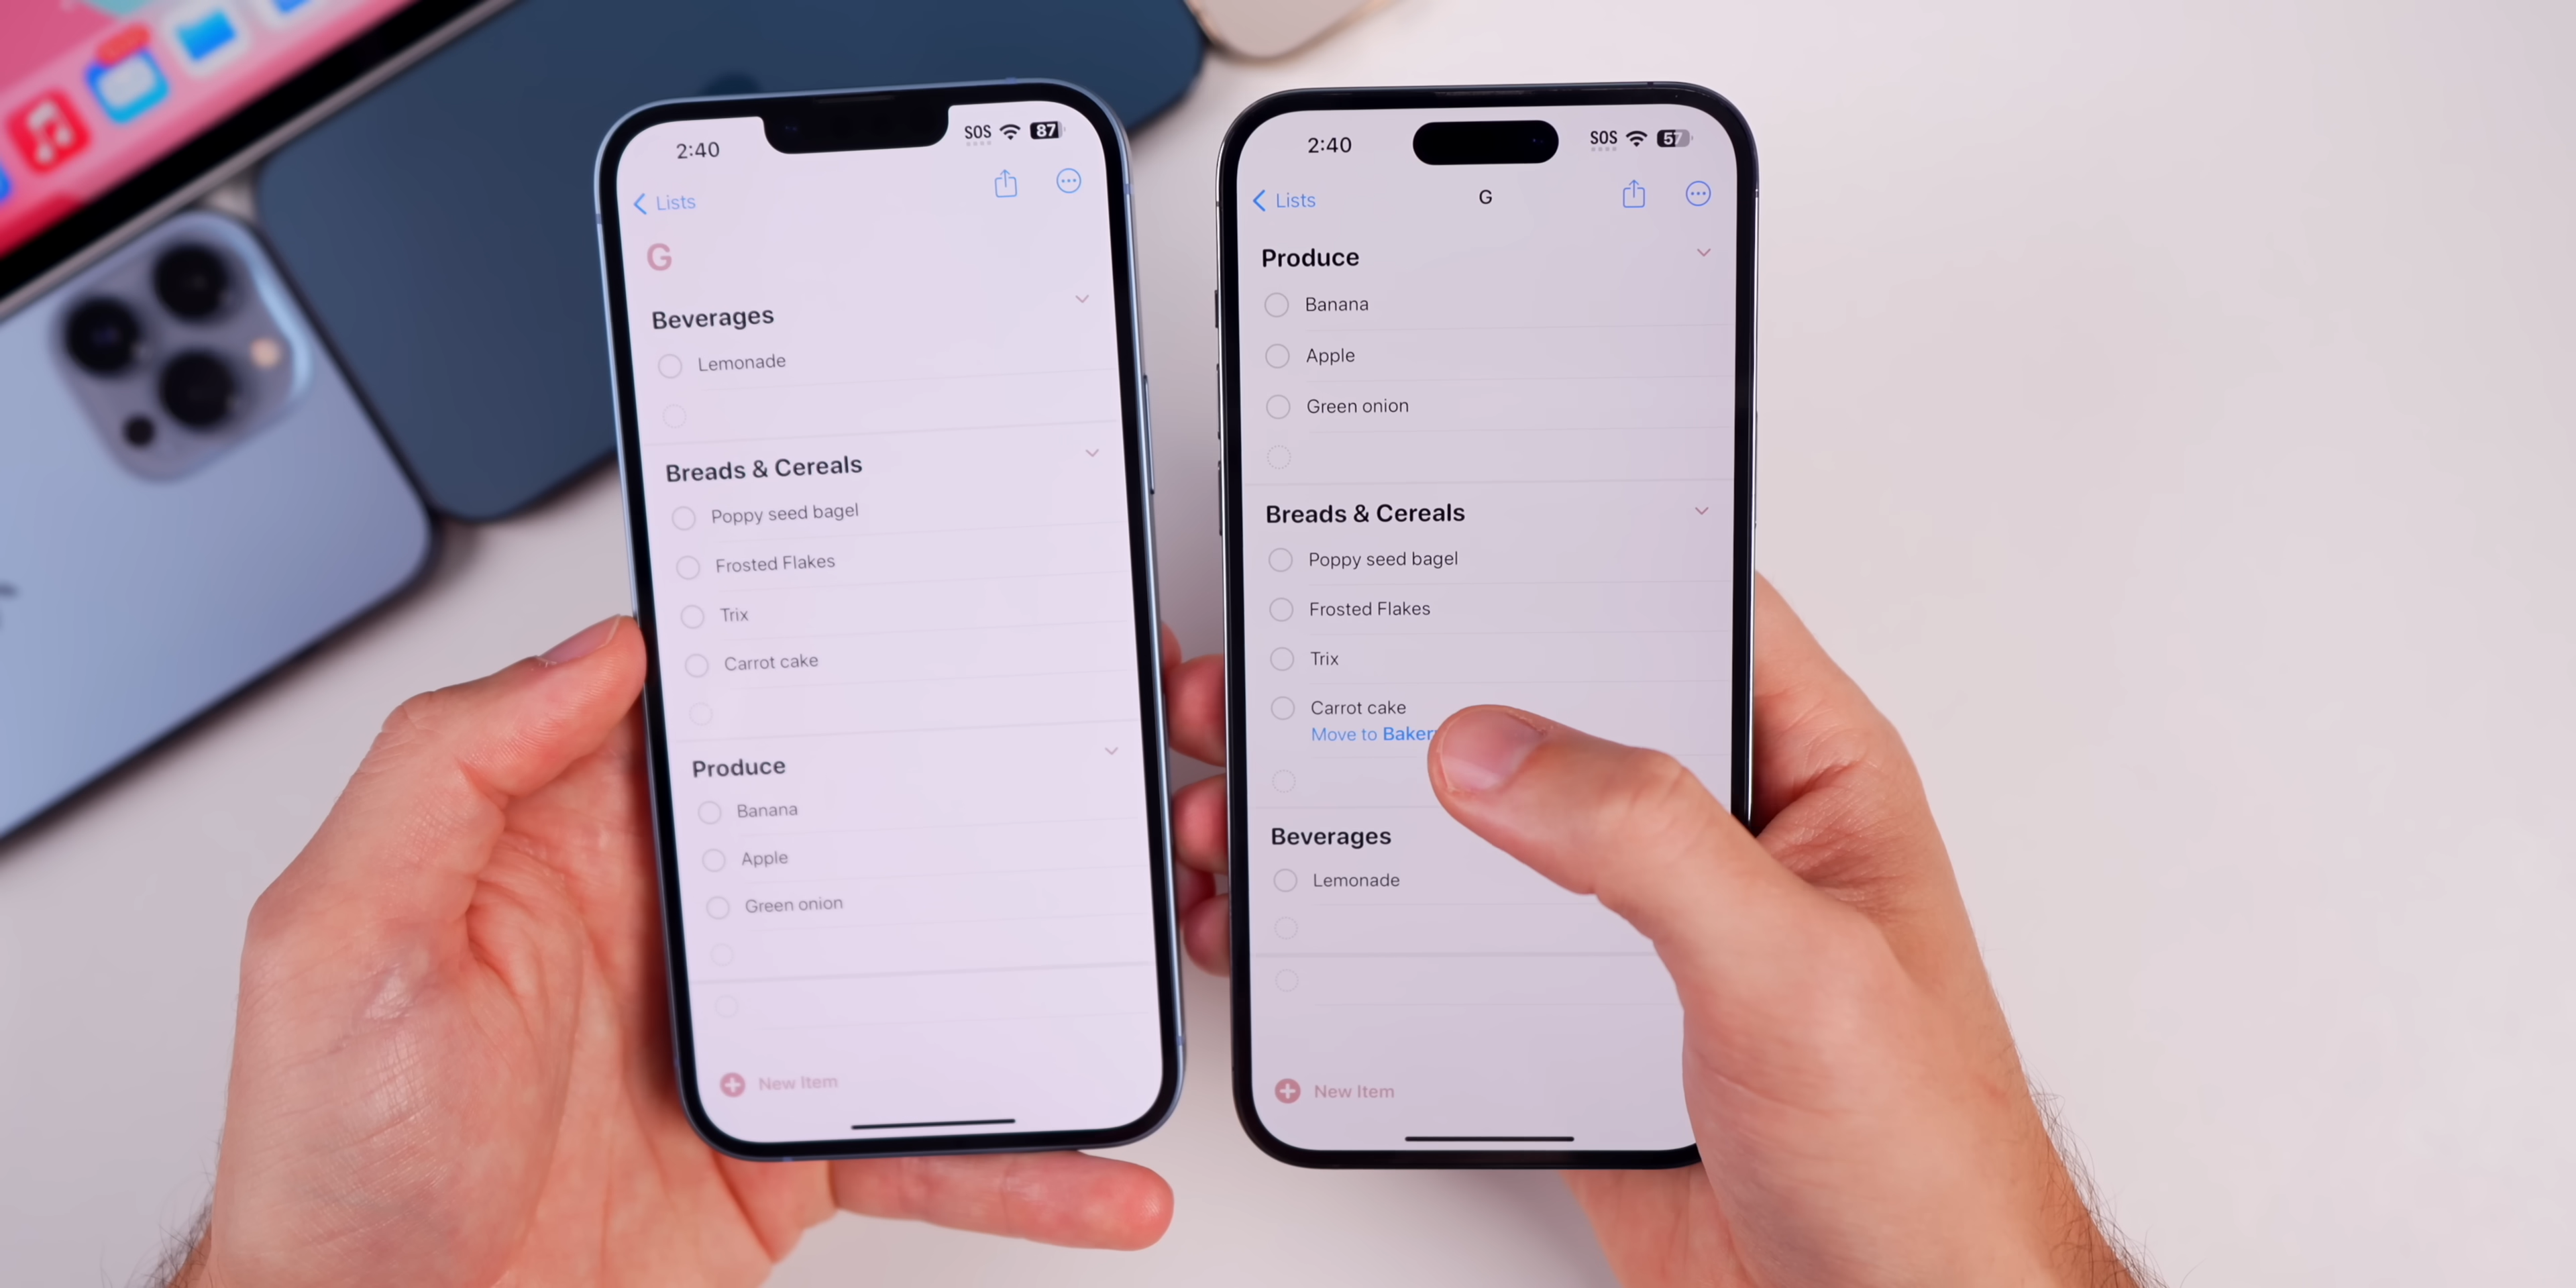 2:40
SOS 87
Lists
G
Beverages
Lemonade
Breads & Cereals
Poppy seed bagel
Frosted Flakes
Trix
Carrot cake
Produce
Banana
Apple
Green onion
New Item
2:40
SOS 57
Lists
G
Produce
Banana
Apple
Green onion
Breads & Cereals
Poppy seed bagel
Frosted Flakes
Trix
Carrot cake
Move to
Beverages
Lemonade
New Item